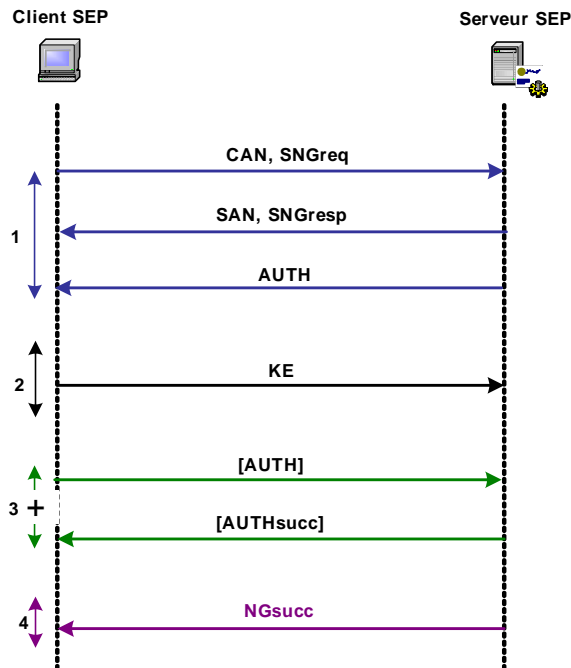 Client SEP
Serveur SEP
CAN, SNGreq
SAN, SNGresp
1
AUTH
KE
2
[AUTH]
3 +
[AUTHsucc]
NGsucc
4